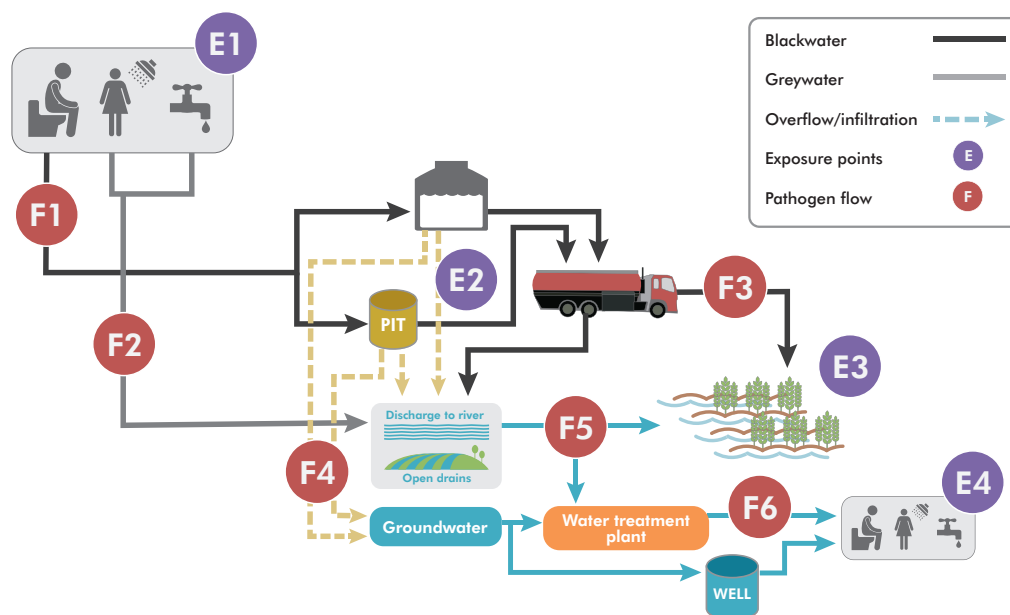 E1
Blackwater
Greywater
Overflow/infiltration
Exposure points E
Pathogen flow F
F1
E2
F3
PIT
F2
E3
Discharge to river
Open drains
F5
F4
E4
Groundwater
Water treatment
plant
F6
WELL